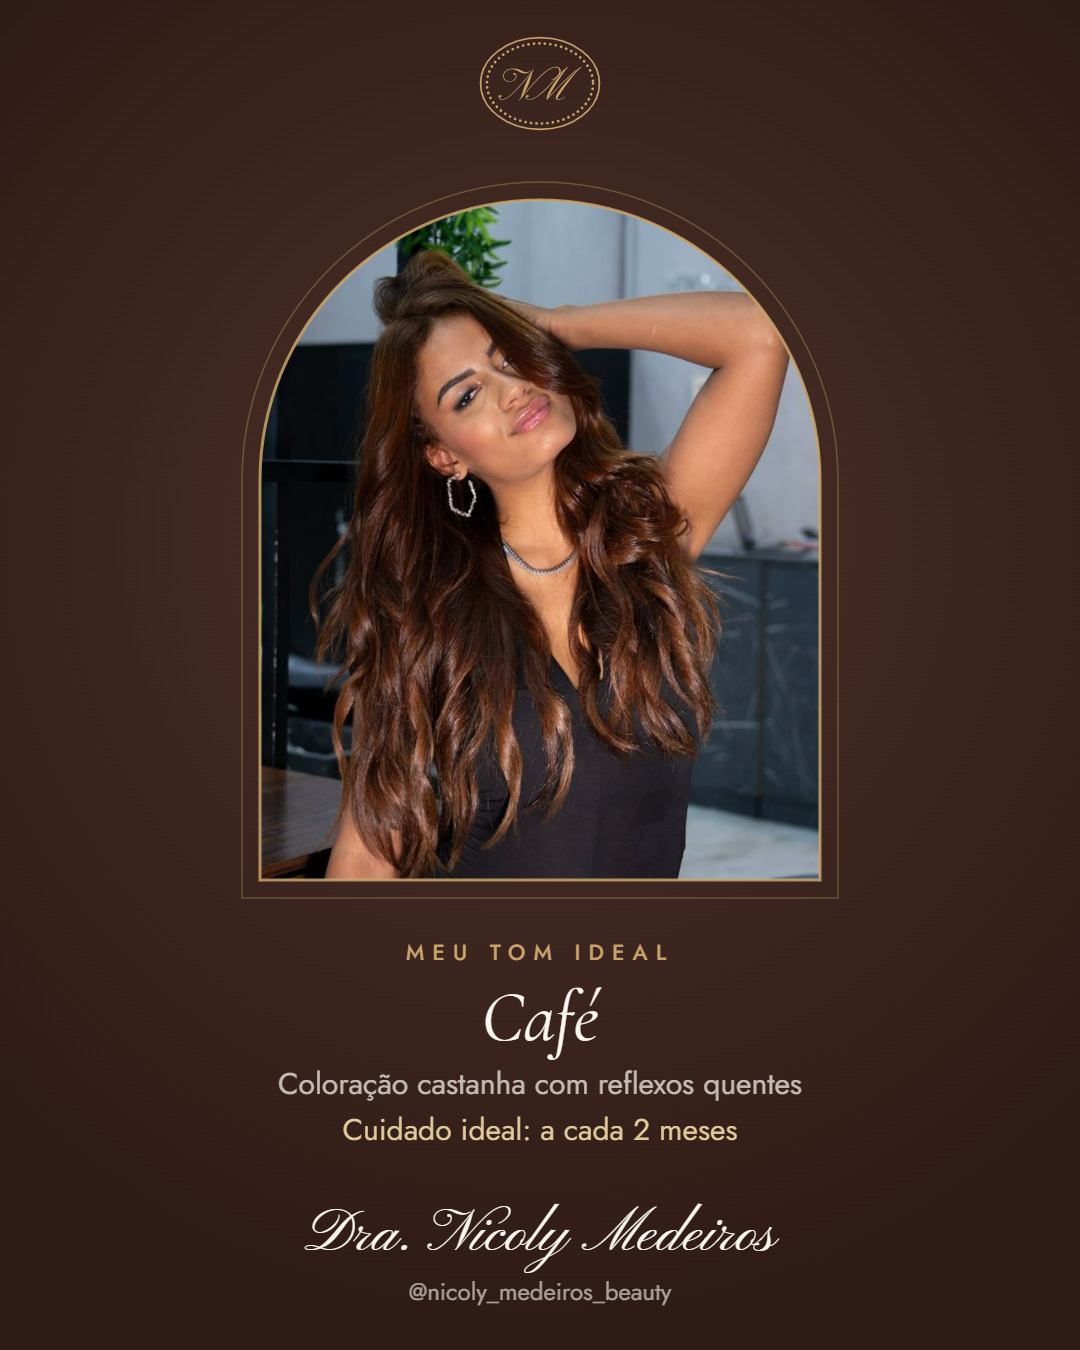 NM
MEU TOM IDEAL
Café
Coloração castanha com reflexos quentes
Cuidado ideal: a cada 2 meses
Dra. Nicoly Medeiros
@nicoly_medeiros_beauty